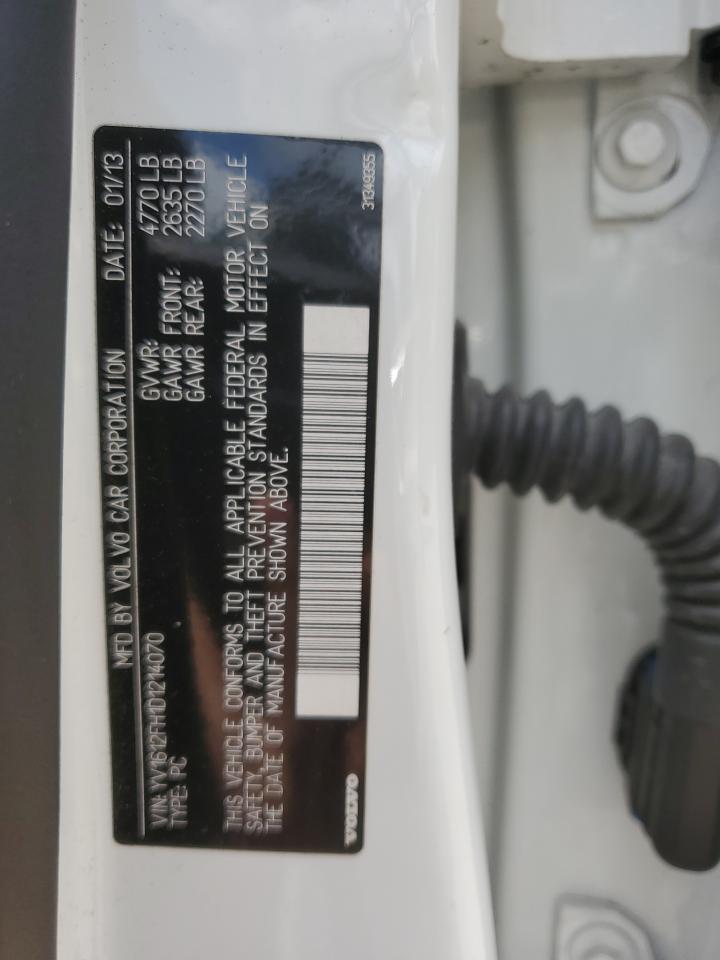 MFD BY VOLVO CAR CORPORATION DATE: 01/13
VIN: YV1612FH1D1214070
TYPE: PC
GVWR: 4770 LB
GAWR FRONT: 2635 LB
GAWR REAR: 2270 LB
THIS VEHICLE CONFORMS TO ALL APPLICABLE FEDERAL MOTOR VEHICLE
SAFETY, BUMPER AND THEFT PREVENTION STANDARDS IN EFFECT ON
THE DATE OF MANUFACTURE SHOWN ABOVE.
VOLVO
31349355